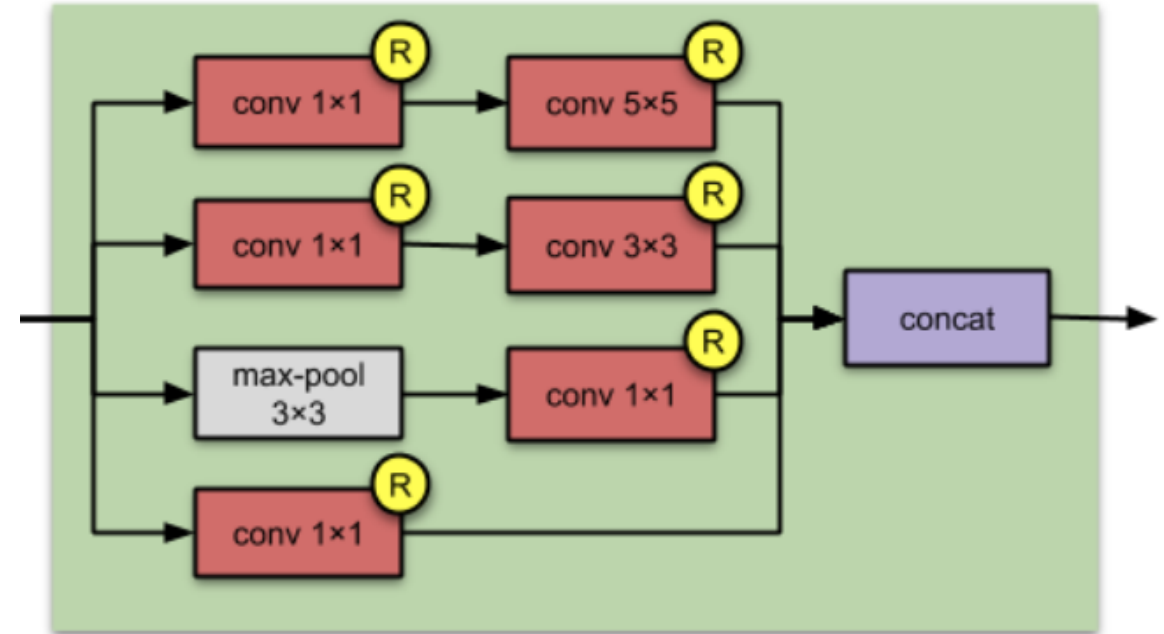 R
R
conv 1×1
conv 5×5
R
R
conv 1×1
conv 3×3
R
max-pool
3×3
conv 1×1
concat
R
conv 1×1